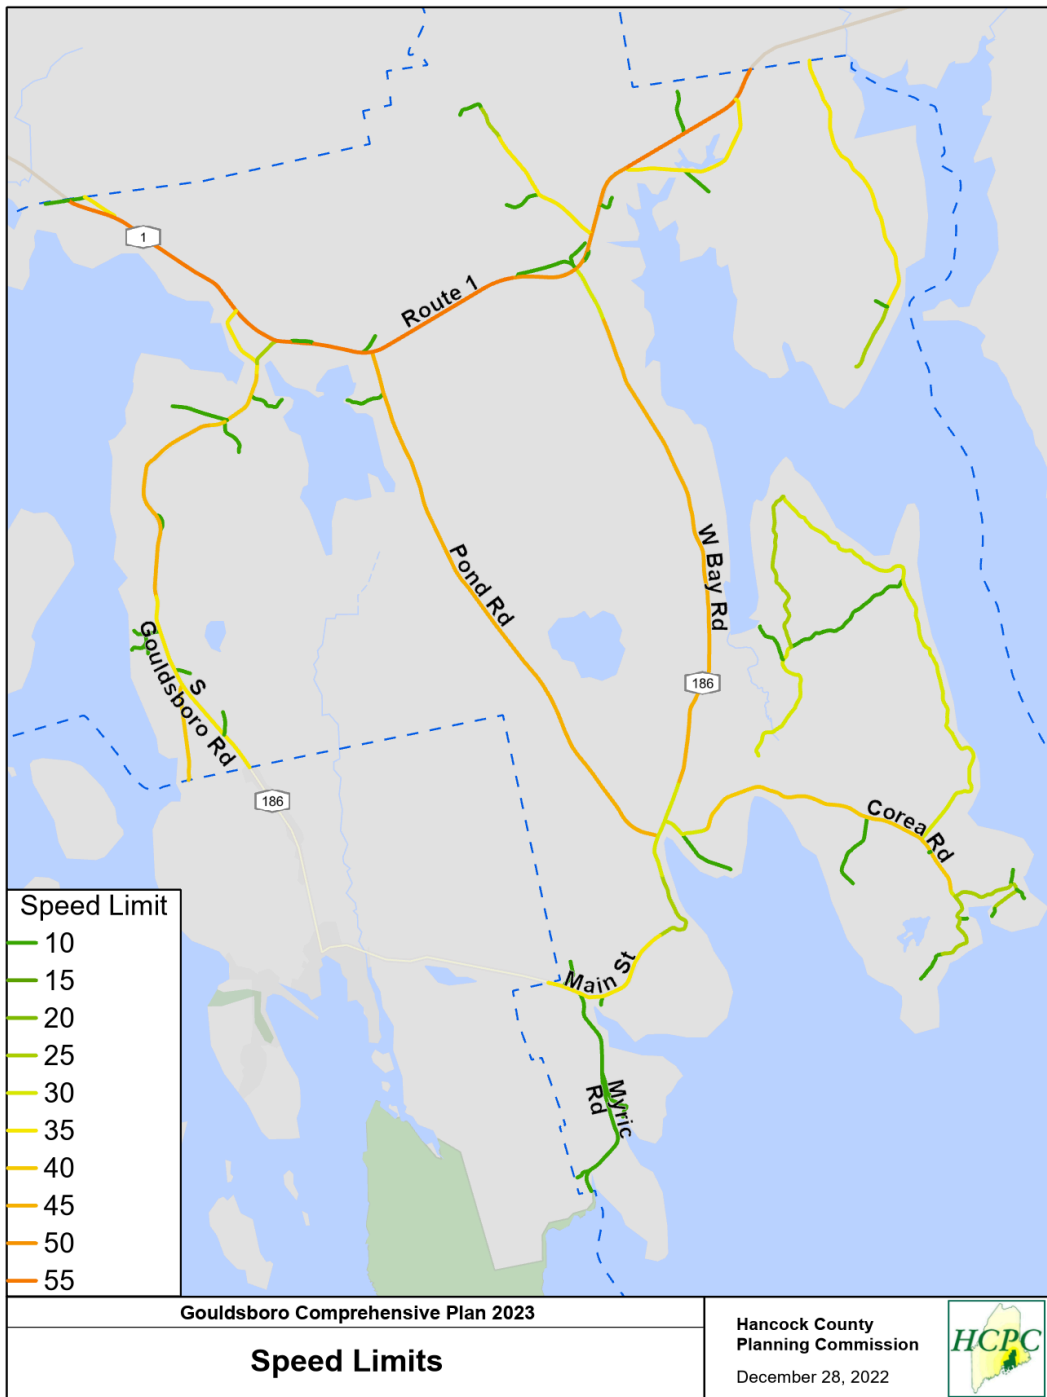 1
Route 1
W Bay Rd
Pond Rd
S
Gouldsboro Rd
186
186
Corea Rd
Main St
Myric
Rd
Speed Limit
10
15
20
25
30
35
40
45
50
55
Gouldsboro Comprehensive Plan 2023
Speed Limits
Hancock County
Planning Commission
December 28, 2022
HCPC